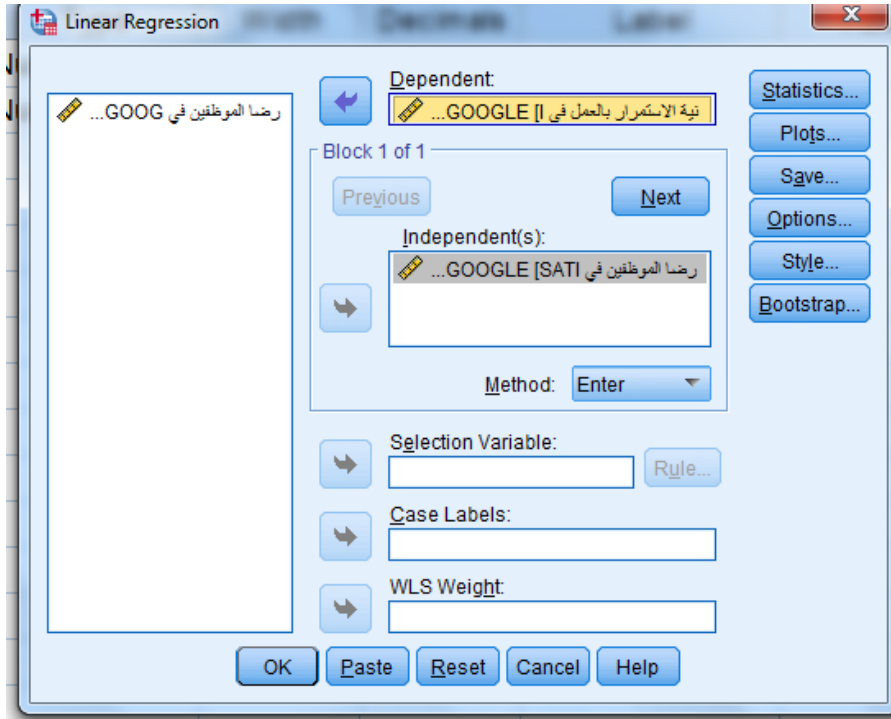 Linear Regression
رضا الموظفين في GOOG...
Dependent:
نية الاستمرار بالعمل في GOOGLE [I...
Block 1 of 1
Previous
Next
Independent(s):
رضا الموظفين في GOOGLE [SATI...
Method: Enter
Selection Variable:
Rule...
Case Labels:
WLS Weight:
Statistics...
Plots...
Save...
Options...
Style...
Bootstrap...
OK Paste Reset Cancel Help